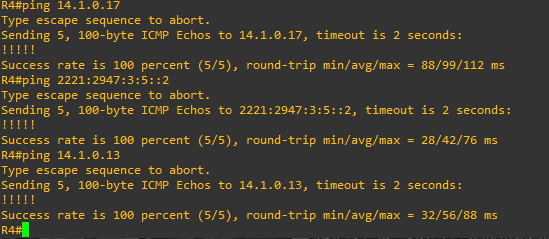 R4#ping 14.1.0.17
Type escape sequence to abort.
Sending 5, 100-byte ICMP Echos to 14.1.0.17, timeout is 2 seconds:
!!!!!
Success rate is 100 percent (5/5), round-trip min/avg/max = 88/99/112 ms
R4#ping 2221:2947:3:5::2
Type escape sequence to abort.
Sending 5, 100-byte ICMP Echos to 2221:2947:3:5::2, timeout is 2 seconds:
!!!!!
Success rate is 100 percent (5/5), round-trip min/avg/max = 28/42/76 ms
R4#ping 14.1.0.13
Type escape sequence to abort.
Sending 5, 100-byte ICMP Echos to 14.1.0.13, timeout is 2 seconds:
!!!!!
Success rate is 100 percent (5/5), round-trip min/avg/max = 32/56/88 ms
R4#